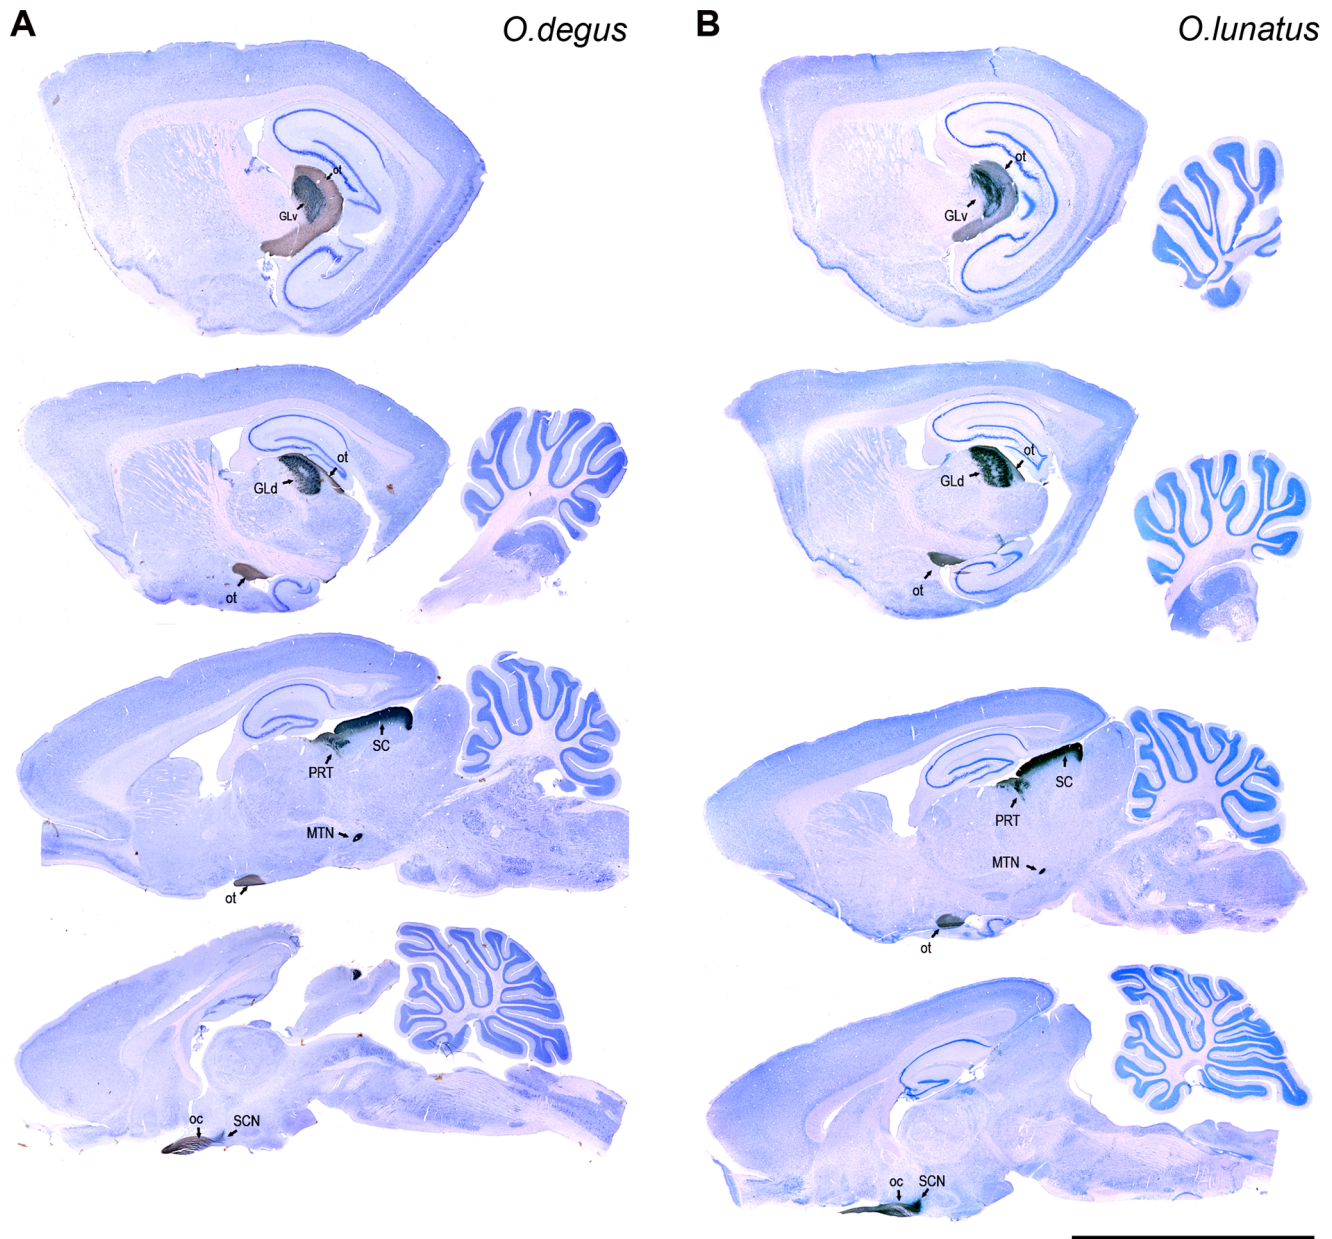 A
O.degus
ot
GLv
ot
GLd
ot
SC
PRT
MTN
ot
oc
SCN
B
O.lunatus
ot
GLv
ot
GLd
ot
SC
PRT
MTN
ot
oc
SCN